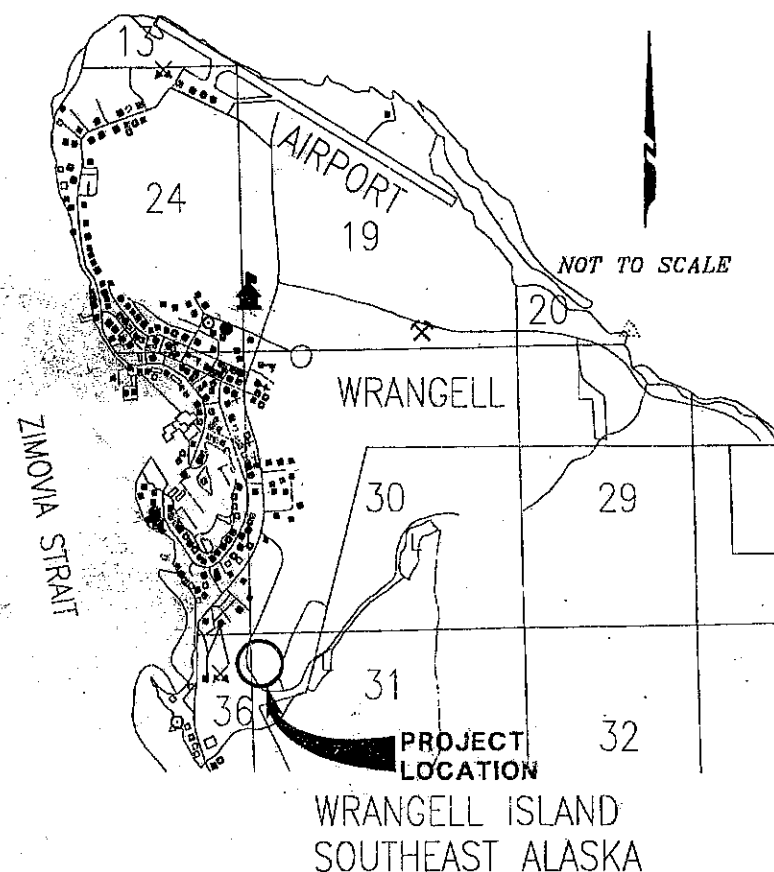 13
AIRPORT
24
19
NOT TO SCALE
20
WRANGELL
ZIMOVIA STRAIT
30
29
31
36
32
PROJECT
LOCATION
WRANGELL ISLAND
SOUTHEAST ALASKA